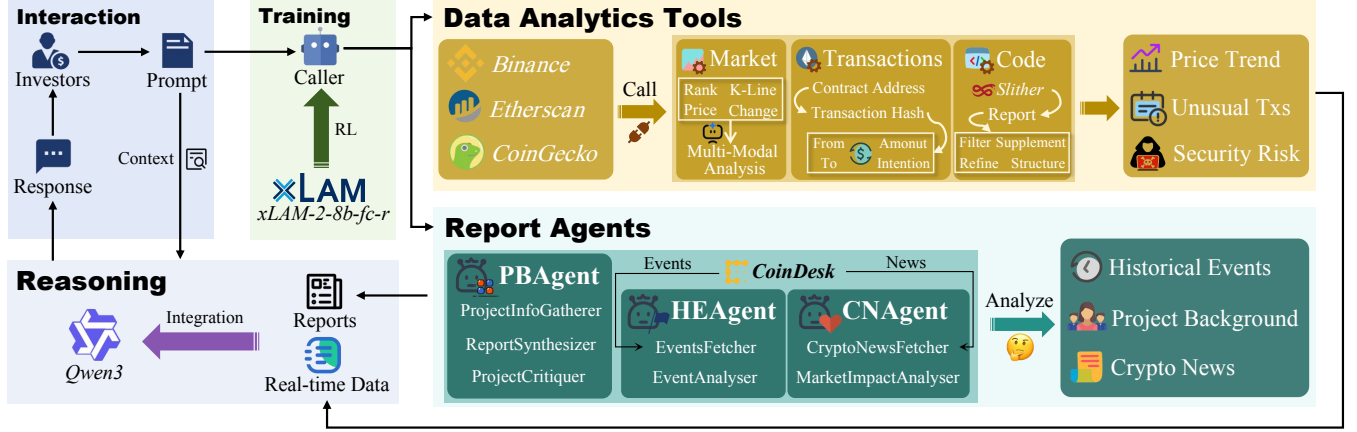 Interaction
Investors
Prompt
Context
Response
Training
Caller
RL
xLAM
xLAM-2-8b-fc-r
Data Analytics Tools
Binance
Etherscan
CoinGecko
Call
Market
Rank K-Line
Price Change
Multi-Modal
Analysis
Transactions
Contract Address
Transaction Hash
From Amonut
To Intention
Code
Slither
Report
Filter Supplement
Refine Structure
Price Trend
Unusual Txs
Security Risk
Reasoning
Qwen3
Integration
Reports
Real-time Data
Report Agents
PBAgent
ProjectInfoGatherer
ReportSynthesizer
ProjectCritiquer
Events
CoinDesk
News
HEAgent
EventsFetcher
EventAnalyser
CNAgent
CryptoNewsFetcher
MarketImpactAnalyser
Analyze
Historical Events
Project Background
Crypto News